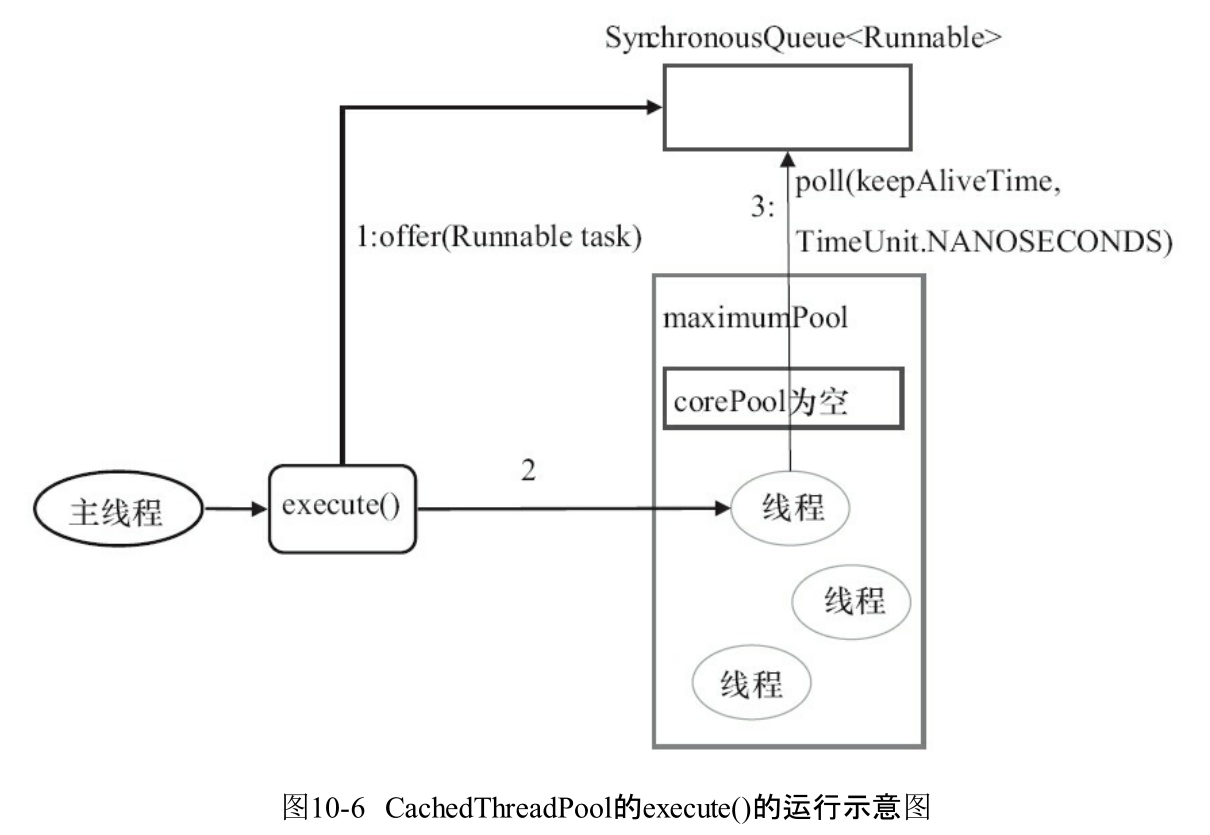 SynchronousQueue<Runnable>
poll(keepAliveTime,
3:
1:offer(Runnable task)
TimeUnit.NANOSECONDS)
maximumPool
corePool为空
2
主线程
execute()
线程
线程
线程
图10-6 CachedThreadPool的execute()的运行示意图